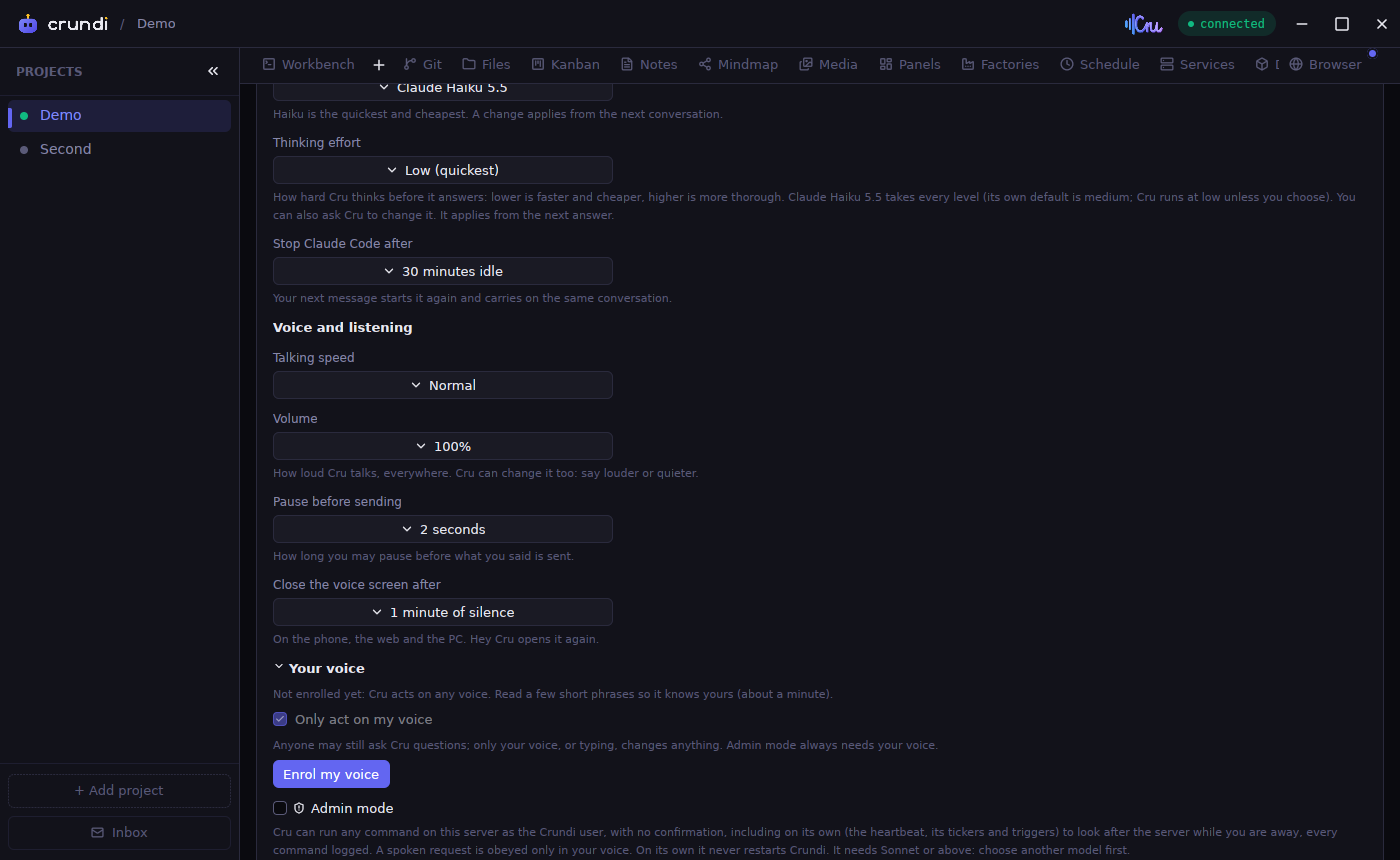 crundi / Demo
Cru
connected
PROJECTS
Workbench
Git
Files
Kanban
Notes
Mindmap
Media
Panels
Factories
Schedule
Services
Browser
Demo
Second
+ Add project
Inbox
Claude Haiku 5.5
Haiku is the quickest and cheapest. A change applies from the next conversation.
Thinking effort
Low (quickest)
How hard Cru thinks before it answers: lower is faster and cheaper, higher is more thorough. Claude Haiku 5.5 takes every level (its own default is medium; Cru runs at low unless you choose). You
can also ask Cru to change it. It applies from the next answer.
Stop Claude Code after
30 minutes idle
Your next message starts it again and carries on the same conversation.
Voice and listening
Talking speed
Normal
Volume
100%
How loud Cru talks, everywhere. Cru can change it too: say louder or quieter.
Pause before sending
2 seconds
How long you may pause before what you said is sent.
Close the voice screen after
1 minute of silence
On the phone, the web and the PC. Hey Cru opens it again.
Your voice
Not enrolled yet: Cru acts on any voice. Read a few short phrases so it knows yours (about a minute).
Only act on my voice
Anyone may still ask Cru questions; only your voice, or typing, changes anything. Admin mode always needs your voice.
Enrol my voice
Admin mode
Cru can run any command on this server as the Crundi user, with no confirmation, including on its own (the heartbeat, its tickers and triggers) to look after the server while you are away, every
command logged. A spoken request is obeyed only in your voice. On its own it never restarts Crundi. It needs Sonnet or above: choose another model first.